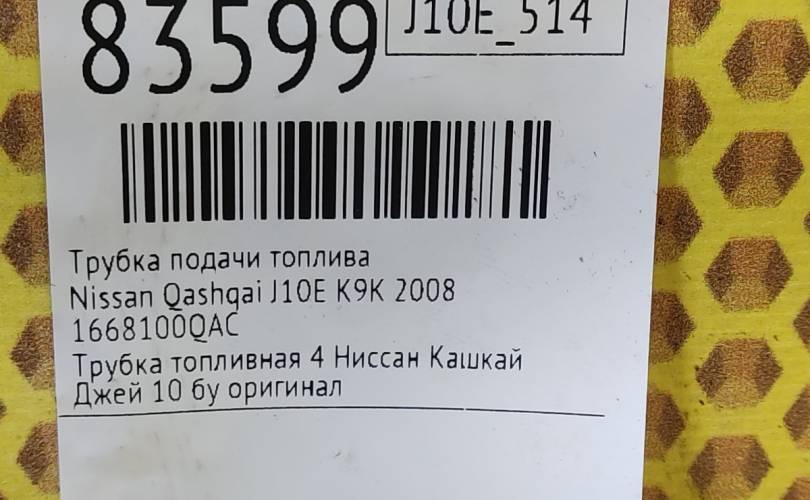 83599
J10E_514
Трубка подачи топлива
Nissan Qashqai J10E K9K 2008
1668100QAC
Трубка топливная 4 Ниссан Кашкай
Джей 10 бу оригинал